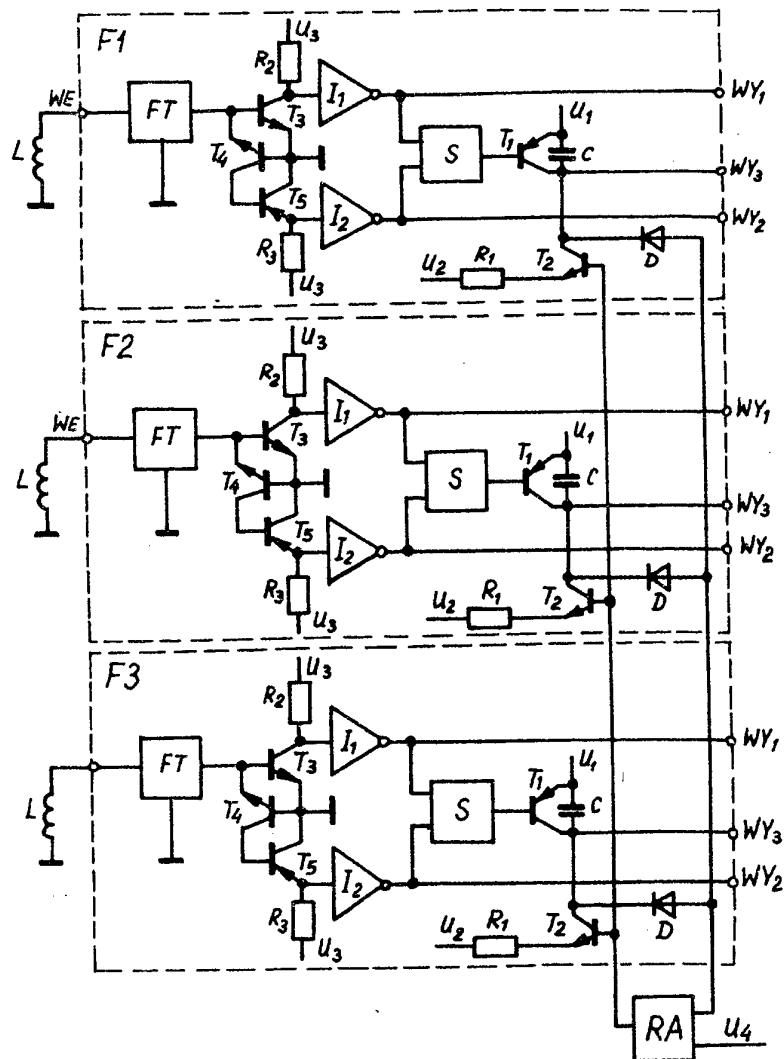 F1
U3
R2
I1
WY1
WE
FT
T3
U1
L
T4
S
T1
C
WY3
T5
I2
WY2
R3
U2
R1
T2
D
U3
F2
U3
R2
I1
WY1
WE
FT
T3
U1
L
T4
S
T1
C
WY3
T5
I2
WY2
R3
U2
R1
T2
D
U3
F3
U3
R2
I1
WY1
FT
T3
U1
L
T4
S
T1
C
WY3
T5
I2
WY2
R3
U2
R1
T2
D
U3
RA
U4